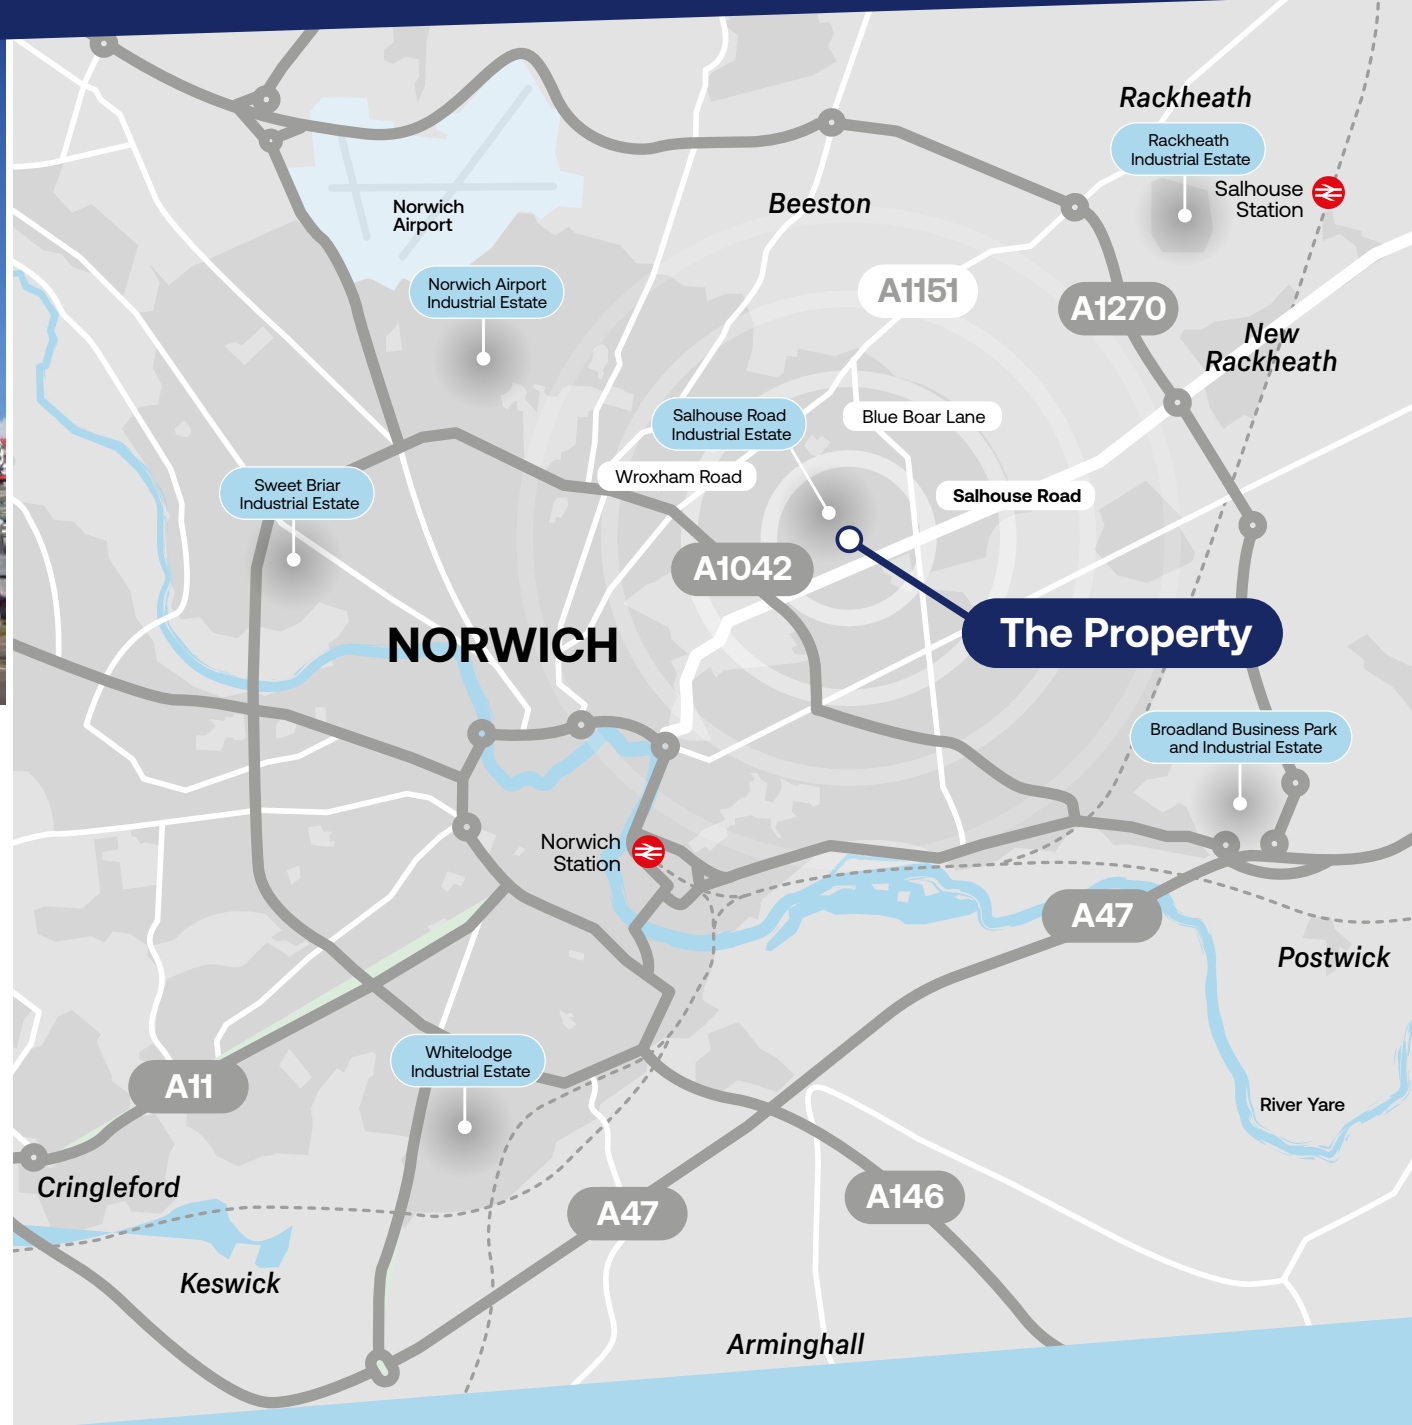 Rackheath
Rackheath
Industrial Estate
Salhouse
Station
Norwich
Airport
Beeston
Norwich Airport
Industrial Estate
A1151
A1270
New
Rackheath
Salhouse Road
Industrial Estate
Blue Boar Lane
Wroxham Road
Sweet Briar
Industrial Estate
Salhouse Road
A1042
NORWICH
The Property
Broadland Business Park
and Industrial Estate
Norwich
Station
A47
Postwick
Whitelodge
Industrial Estate
A11
River Yare
Cringleford
A47
A146
Keswick
Arminghall